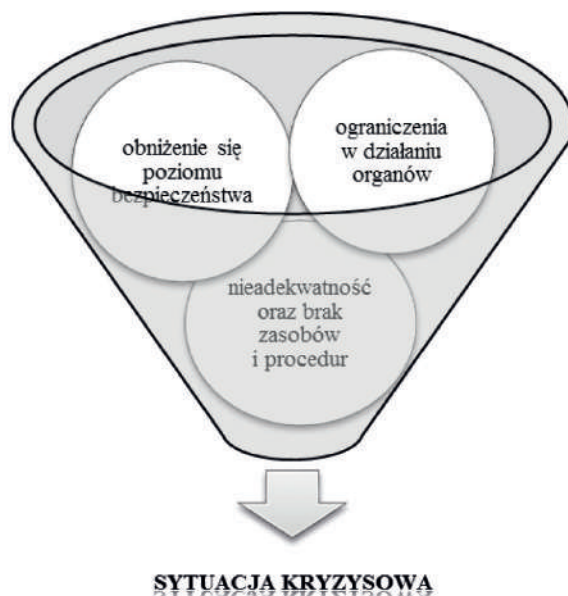 obniżenie się
poziomu
bezpieczeństwa
ograniczenia
w działaniu
organów
nieadekwatność
oraz brak
zasobów
i procedur
SYTUACJA KRYZYSOWA